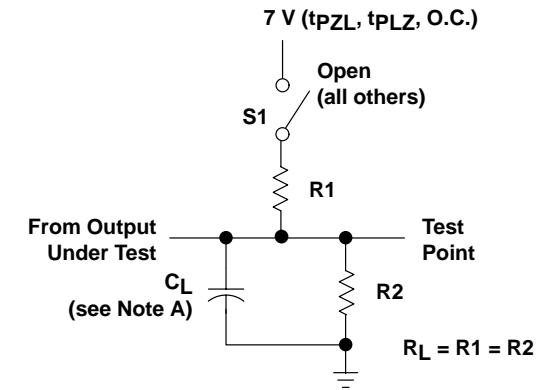 7 V (tPZL, tPLZ, O.C.)
Open
(all others)
S1
R1
From Output
Under Test
Test
Point
CL
(see Note A)
R2
RL = R1 = R2